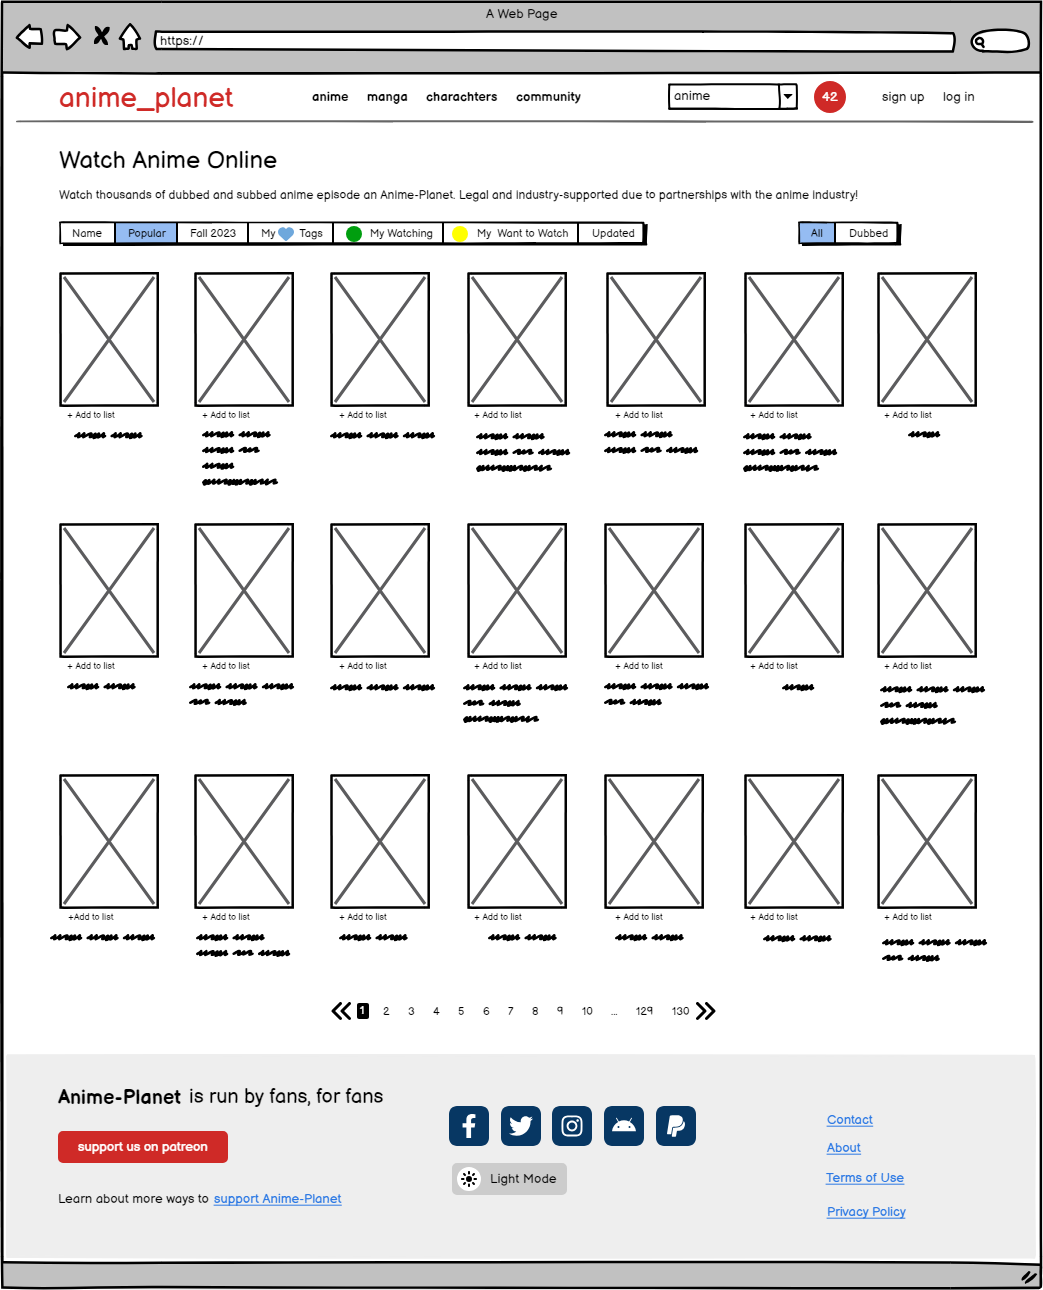 A Web Page
https://
anime_planet anime manga charachters community anime 42 sign up log in
Watch Anime Online
Watch thousands of dubbed and subbed anime episode an Anime-Planet. Legal and industry-supported due to partnerships with the anime industry!
Name Popular Fall 2023 My Tags My Watching My Want to Watch Updated All Dubbed
+ Add to list + Add to list + Add to list + Add to list + Add to list + Add to list + Add to list
+ Add to list + Add to list + Add to list + Add to list + Add to list + Add to list + Add to list
+Add to list + Add to list + Add to list + Add to list + Add to list + Add to list + Add to list
1 2 3 4 5 6 7 8 9 10 ... 129 130
Anime-Planet is run by fans, for fans
support us on patreon
Learn about more ways to support Anime-Planet
Light Mode
Contact
About
Terms of Use
Privacy Policy